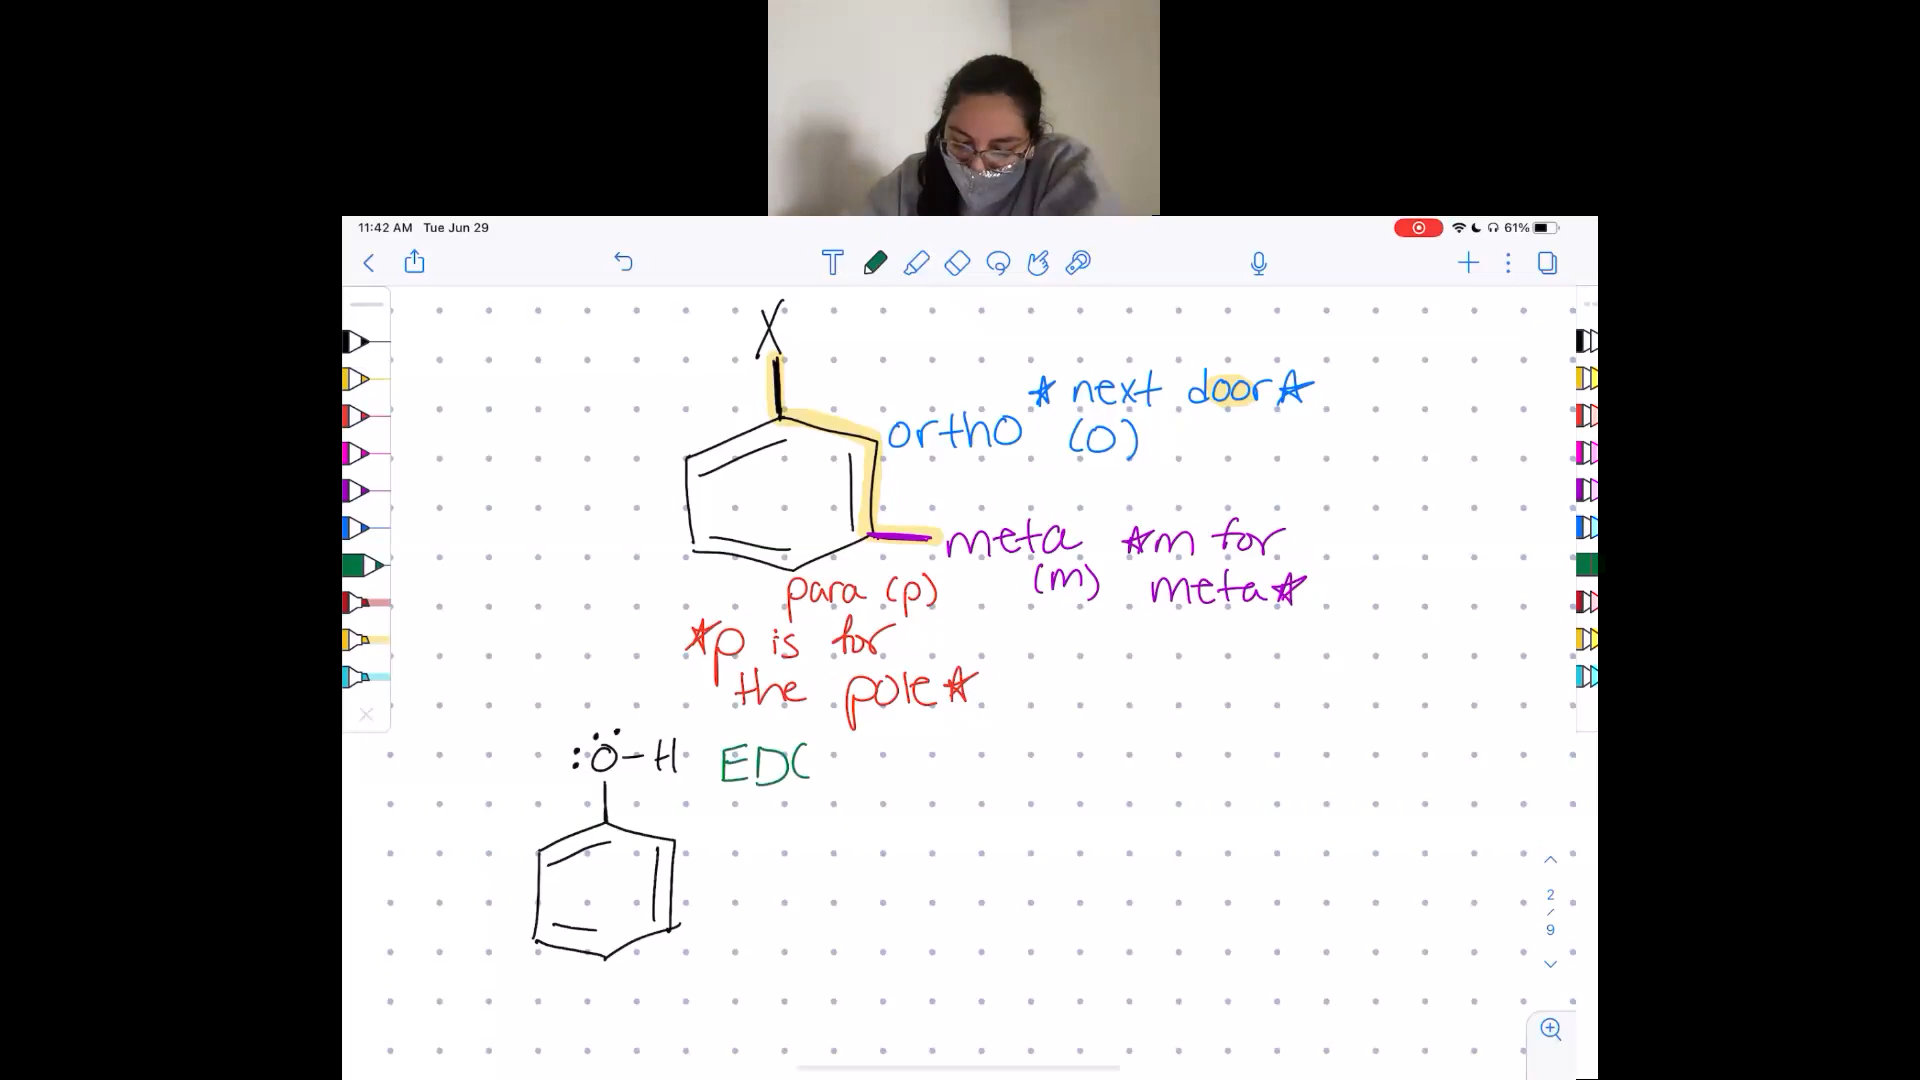 11:42 AM Tue Jun 29
61%
T
X
* next door*
ortho (o)
meta *m for
(m) meta*
para (p)
*p is for
the pole*
:O-H EDC
2
/
9